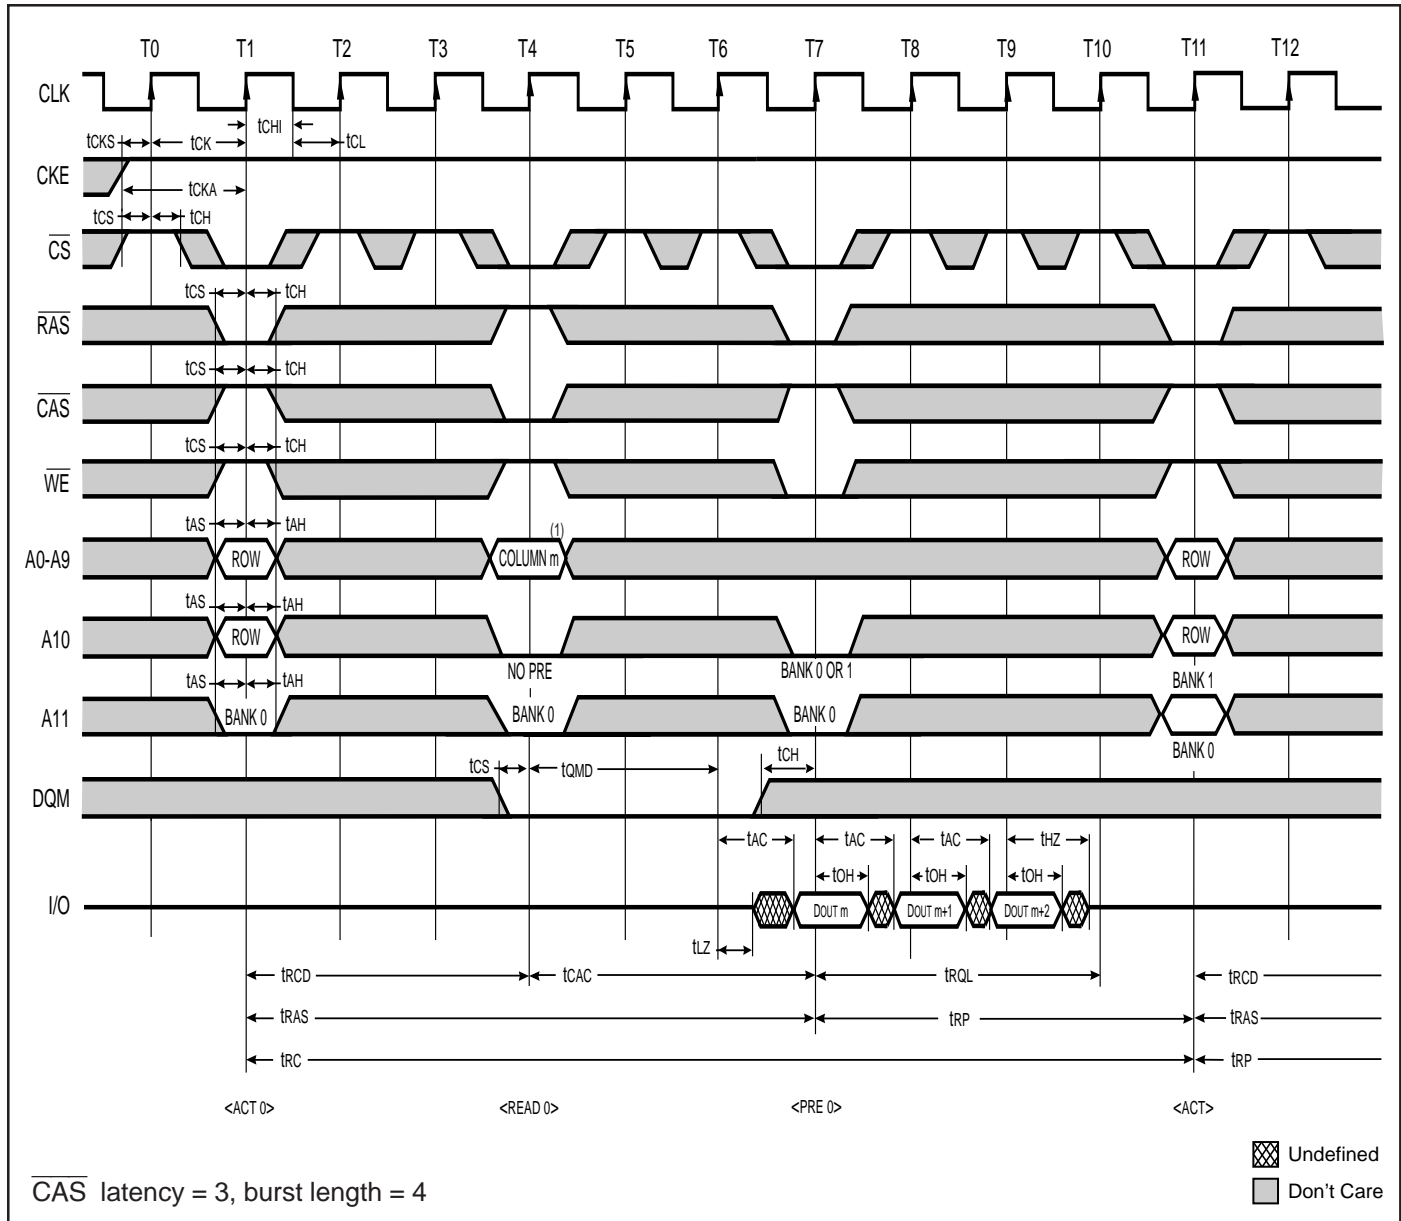 T0 T1 T2 T3 T4 T5 T6 T7 T8 T9 T10 T11 T12
CLK
tCHI
tCKS tCK tCL
CKE
tCKA
tCS tCH
CS
tCS tCH
RAS
tCS tCH
CAS
tCS tCH
WE
tAS tAH
(1)
A0-A9 ROW COLUMN m ROW
tAS tAH
A10 ROW ROW
NO PRE BANK 0 OR 1
tAS tAH BANK 1
A11 BANK 0 BANK 0 BANK 0
BANK 0
tCS tQMD tCH
DQM
tAC tAC tAC tHZ
tOH tOH tOH
I/O DOUT m DOUT m+1 DOUT m+2
tLZ
tRCD tCAC tRQL tRCD
tRAS tRP tRAS
tRC tRP
<ACT 0> <READ 0> <PRE 0> <ACT>
Undefined
CAS latency = 3, burst length = 4 Don't Care